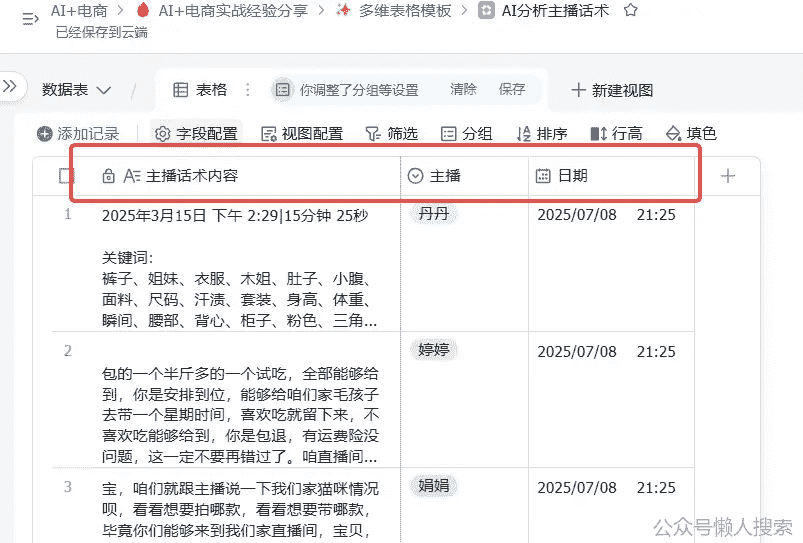 AI+电商 > AI+电商实战经验分享 > 多维表格模板 > AI分析主播话术
已经保存到云端
数据表 / 表格 你调整了分组等设置 清除 保存 新建视图
添加记录 字段配置 视图配置 筛选 分组 排序 行高 填色
主播话术内容 主播 日期
1 2025年3月15日 下午 2:29|15分钟 25秒 丹丹 2025/07/08 21:25
关键词:
裤子、姐妹、衣服、木姐、肚子、小腹、
面料、尺码、汗渍、套装、身高、体重、
瞬间、腰部、背心、柜子、粉色、三角...
2 婷婷 2025/07/08 21:25
包的一个半斤多的一个试吃，全部能够给
到，你是安排到位，能够给咱们家毛孩子
去带一个星期时间，喜欢吃就留下来，不
喜欢吃能够给到，你是包退，有运费险没
问题，这一定不要再错过了。咱直播间...
3 宝，咱们就跟主播说一下我们家猫咪情况 娟娟 2025/07/08 21:25
呗，看看想要拍哪款，看看想要带哪款，
毕竟你们能够来到我们家直播间，宝贝，
公众号懒人搜索